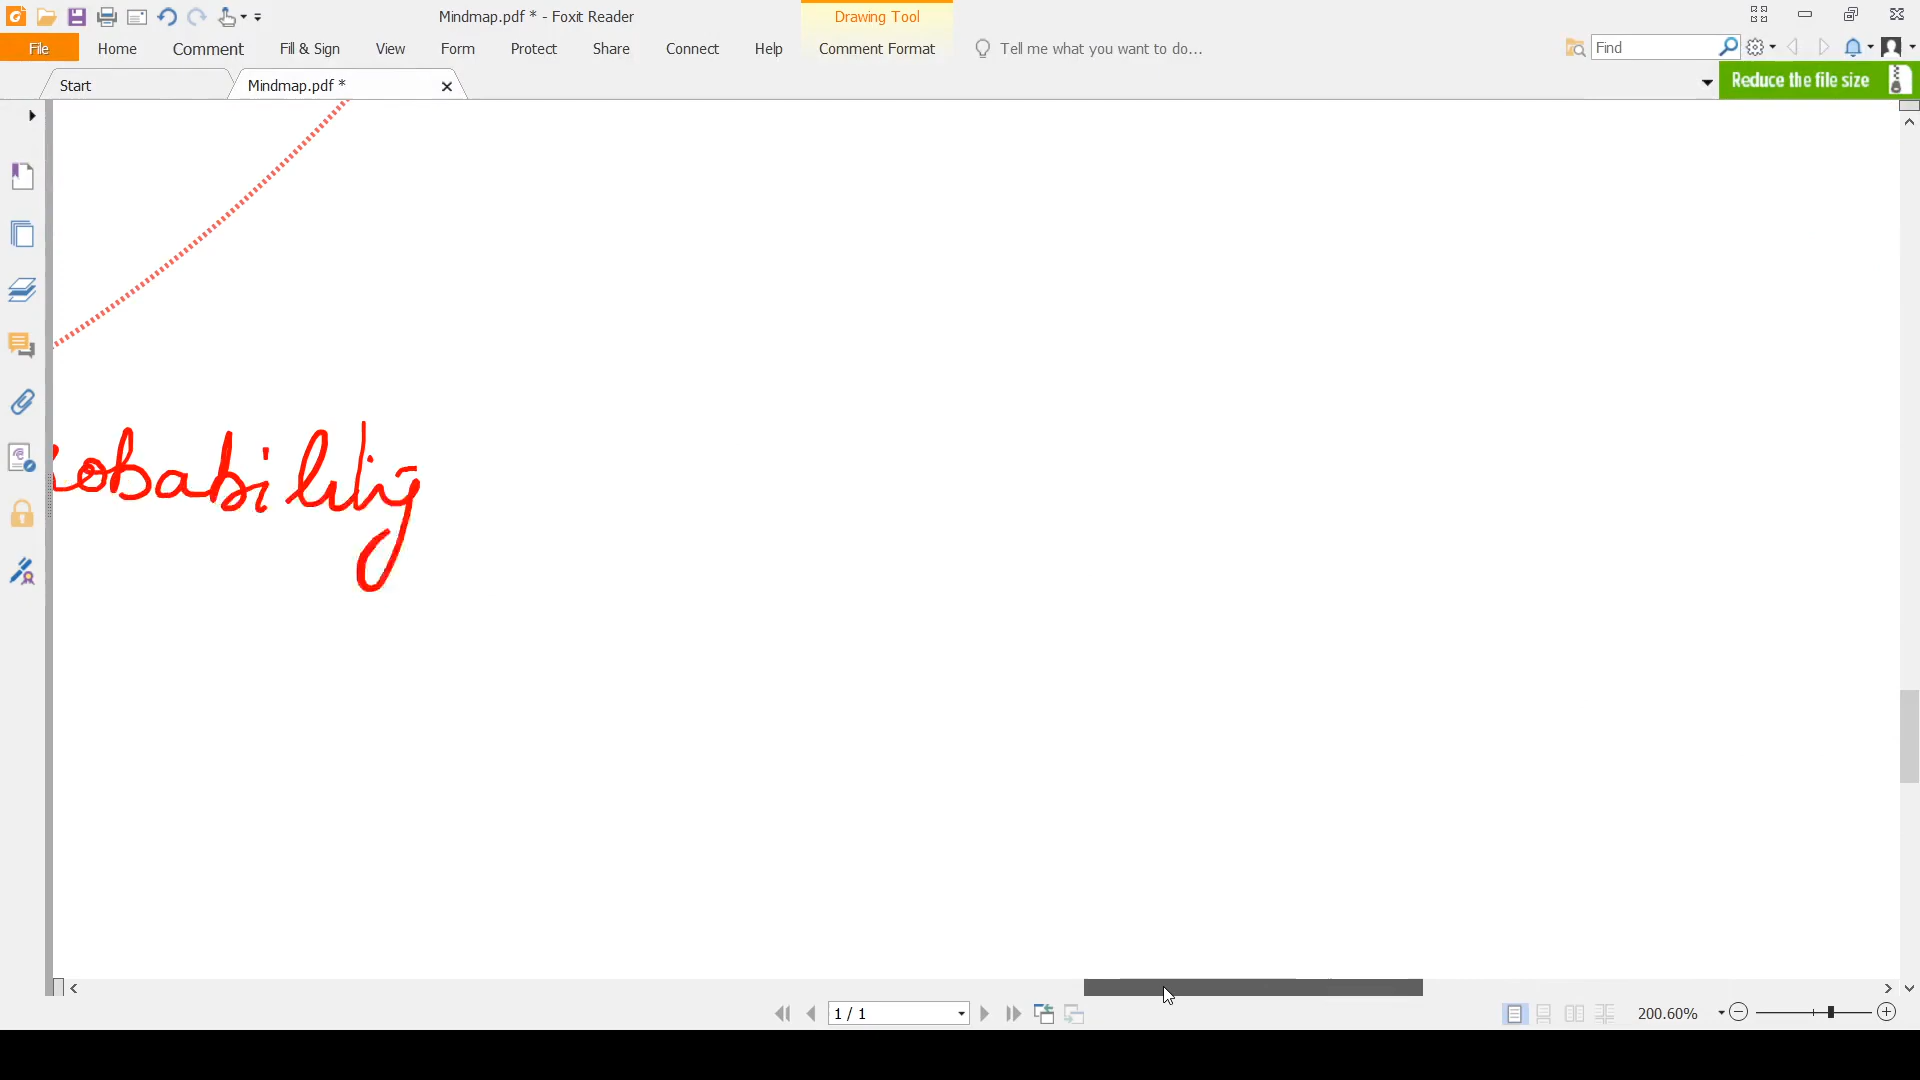 Mindmap.pdf * - Foxit Reader
Drawing Tool
File Home Comment Fill & Sign View Form Protect Share Connect Help Comment Format Tell me what you want to do... Find
Start Mindmap.pdf * Reduce the file size
robability
1 / 1 200.60%